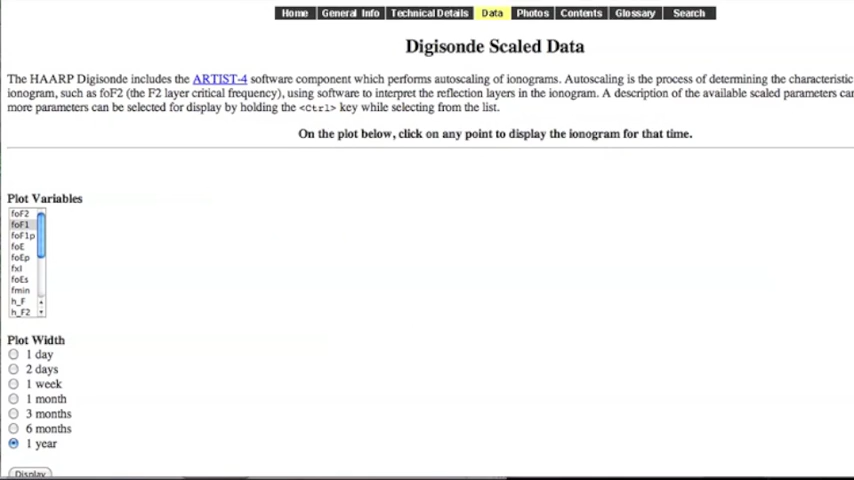 Home General Info Technical Details Data Photos Contents Glossary Search
Digisonde Scaled Data
The HAARP Digisonde includes the ARTIST-4 software component which performs autoscaling of ionograms. Autoscaling is the process of determining the characteristic
ionogram, such as foF2 (the F2 layer critical frequency), using software to interpret the reflection layers in the ionogram. A description of the available scaled parameters
more parameters can be selected for display by holding the <Ctrl> key while selecting from the list.
On the plot below, click on any point to display the ionogram for that time.
Plot Variables
foF2
foF1
foF1p
foE
foEp
fxI
foEs
fmin
h_F
h_F2
Plot Width
1 day
2 days
1 week
1 month
3 months
6 months
1 year
Display